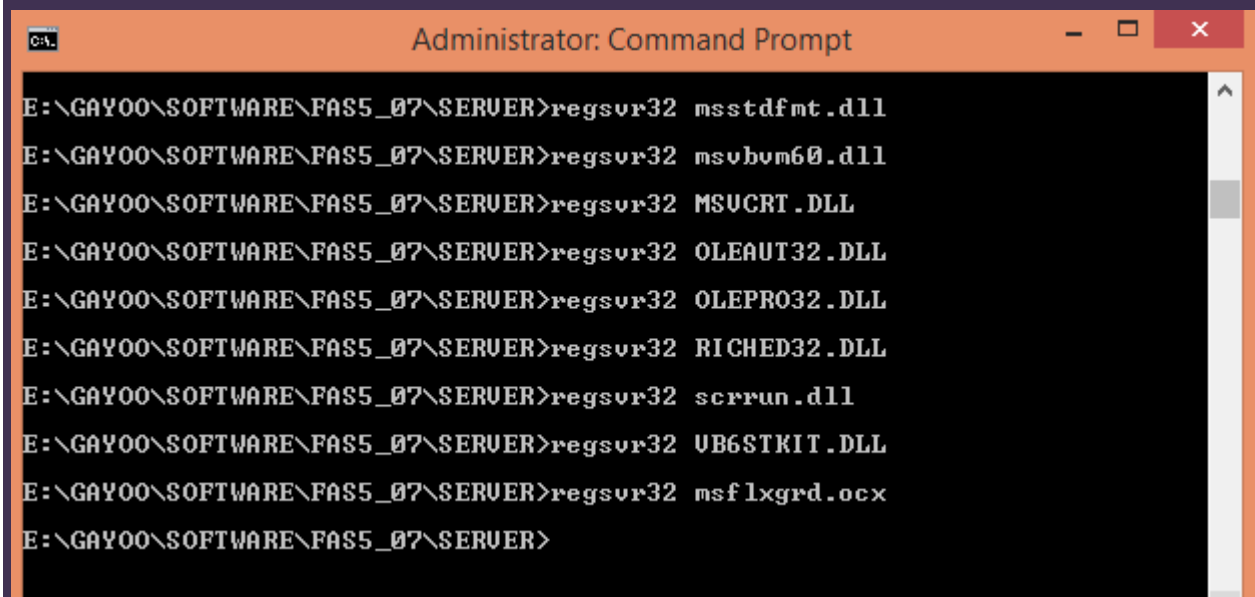 C:\.
Administrator: Command Prompt
E:\GAYOO\SOFTWARE\FAS5_07\SERVER>regsvr32 msstdfmt.dll
E:\GAYOO\SOFTWARE\FAS5_07\SERVER>regsvr32 msvbvm60.dll
E:\GAYOO\SOFTWARE\FAS5_07\SERVER>regsvr32 MSVCRT.DLL
E:\GAYOO\SOFTWARE\FAS5_07\SERVER>regsvr32 OLEAUT32.DLL
E:\GAYOO\SOFTWARE\FAS5_07\SERVER>regsvr32 OLEPRO32.DLL
E:\GAYOO\SOFTWARE\FAS5_07\SERVER>regsvr32 RICHED32.DLL
E:\GAYOO\SOFTWARE\FAS5_07\SERVER>regsvr32 scrrun.dll
E:\GAYOO\SOFTWARE\FAS5_07\SERVER>regsvr32 VB6STKIT.DLL
E:\GAYOO\SOFTWARE\FAS5_07\SERVER>regsvr32 msflxgrd.ocx
E:\GAYOO\SOFTWARE\FAS5_07\SERVER>